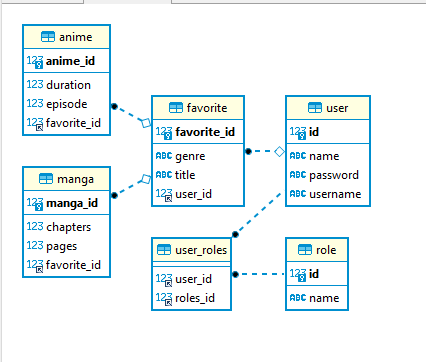 anime
123 anime_id
123 duration
123 episode
123 favorite_id
manga
123 manga_id
123 chapters
123 pages
123 favorite_id
favorite
123 favorite_id
ABC genre
ABC title
123 user_id
user
123 id
ABC name
ABC password
ABC username
user_roles
123 user_id
123 roles_id
role
123 id
ABC name